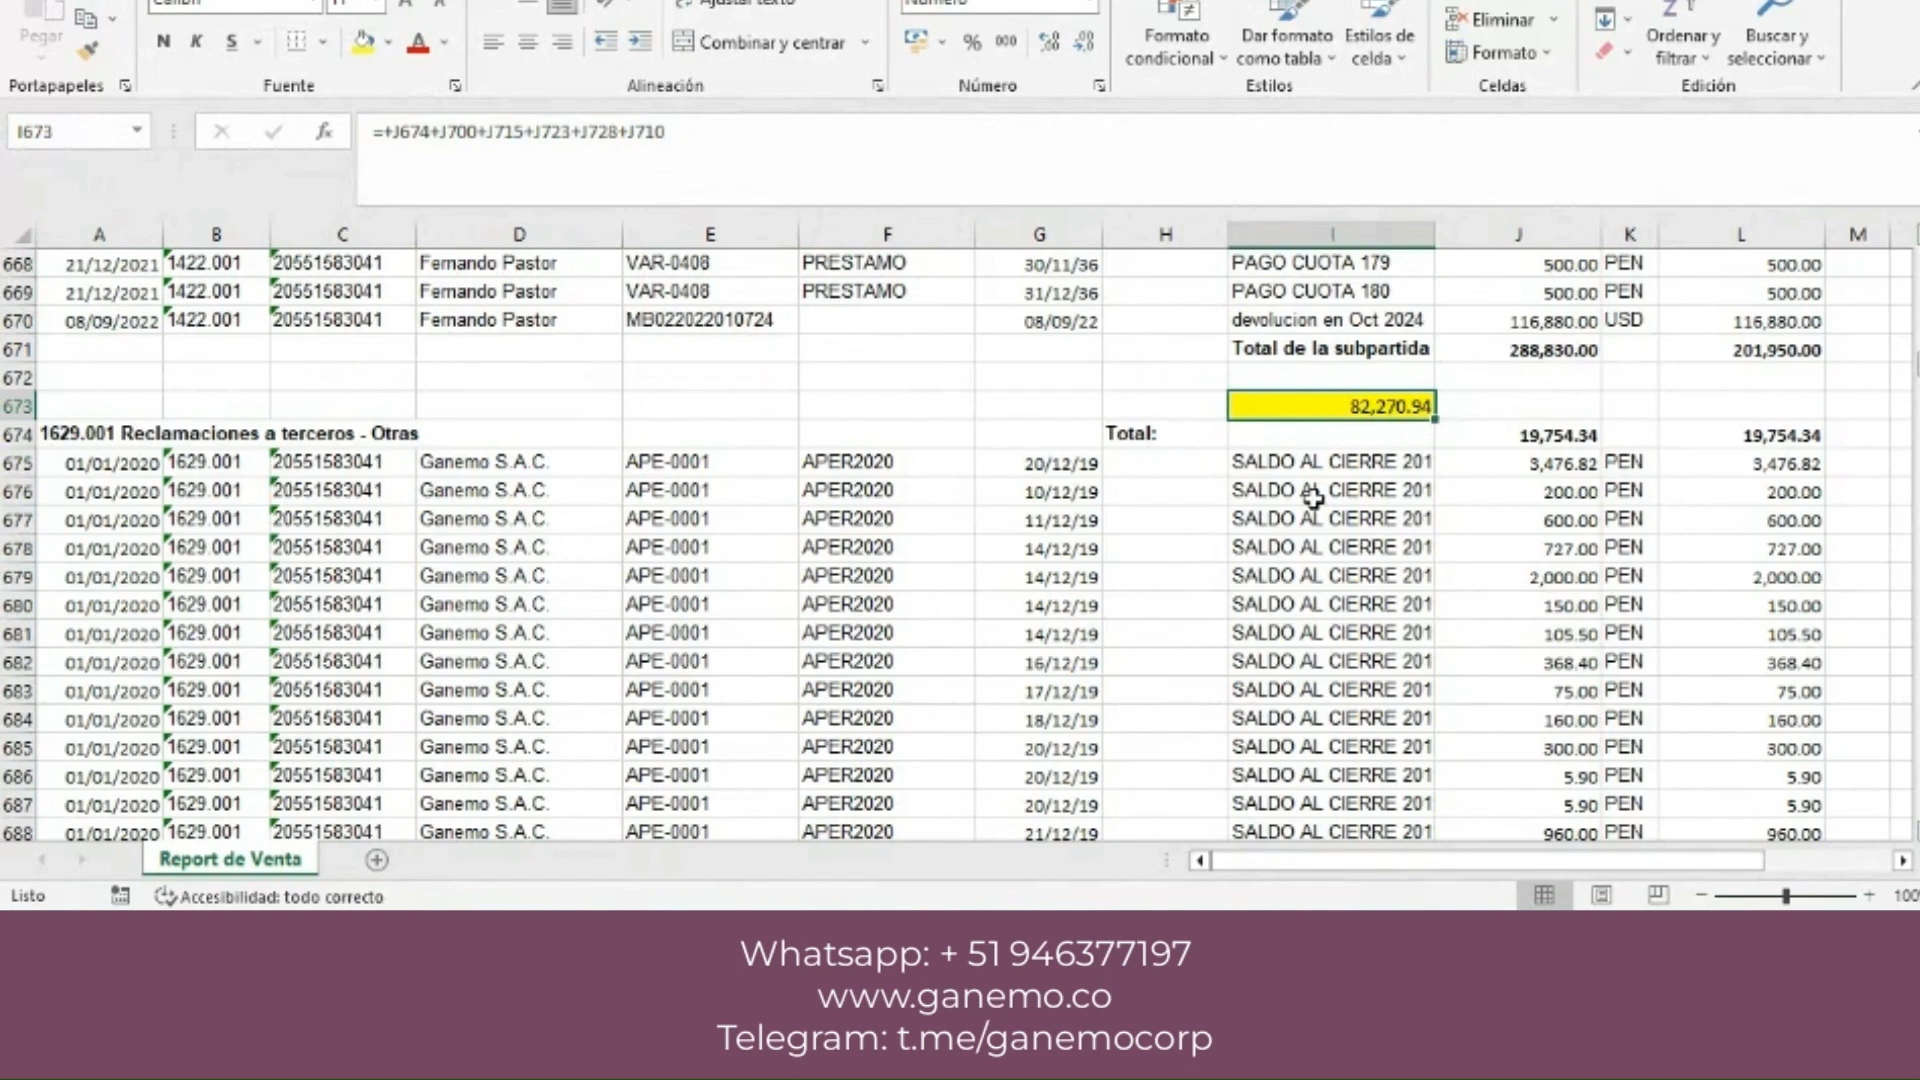 Pegar
N K S
Combinar y centrar
% 000
Formato condicional
Dar formato como tabla
Estilos de celda
Eliminar
Formato
Ordenar y filtrar
Buscar y seleccionar
Portapapeles Fuente Alineación Número Estilos Celdas Edición
I673 fx =+J674+J700+J715+J723+J728+J710
A B C D E F G H I J K L M
668 21/12/2021 1422.001 20551583041 Fernando Pastor VAR-0408 PRESTAMO 30/11/36 PAGO CUOTA 179 500.00 PEN 500.00
669 21/12/2021 1422.001 20551583041 Fernando Pastor VAR-0408 PRESTAMO 31/12/36 PAGO CUOTA 180 500.00 PEN 500.00
670 08/09/2022 1422.001 20551583041 Fernando Pastor MB022022010724 08/09/22 devolucion en Oct 2024 116,880.00 USD 116,880.00
671 Total de la subpartida 288,830.00 201,950.00
672
673 82,270.94
674 1629.001 Reclamaciones a terceros - Otras Total: 19,754.34 19,754.34
675 01/01/2020 1629.001 20551583041 Ganemo S.A.C. APE-0001 APER2020 20/12/19 SALDO AL CIERRE 201 3,476.82 PEN 3,476.82
676 01/01/2020 1629.001 20551583041 Ganemo S.A.C. APE-0001 APER2020 10/12/19 SALDO AL CIERRE 201 200.00 PEN 200.00
677 01/01/2020 1629.001 20551583041 Ganemo S.A.C. APE-0001 APER2020 11/12/19 SALDO AL CIERRE 201 600.00 PEN 600.00
678 01/01/2020 1629.001 20551583041 Ganemo S.A.C. APE-0001 APER2020 14/12/19 SALDO AL CIERRE 201 727.00 PEN 727.00
679 01/01/2020 1629.001 20551583041 Ganemo S.A.C. APE-0001 APER2020 14/12/19 SALDO AL CIERRE 201 2,000.00 PEN 2,000.00
680 01/01/2020 1629.001 20551583041 Ganemo S.A.C. APE-0001 APER2020 14/12/19 SALDO AL CIERRE 201 150.00 PEN 150.00
681 01/01/2020 1629.001 20551583041 Ganemo S.A.C. APE-0001 APER2020 14/12/19 SALDO AL CIERRE 201 105.50 PEN 105.50
682 01/01/2020 1629.001 20551583041 Ganemo S.A.C. APE-0001 APER2020 16/12/19 SALDO AL CIERRE 201 368.40 PEN 368.40
683 01/01/2020 1629.001 20551583041 Ganemo S.A.C. APE-0001 APER2020 17/12/19 SALDO AL CIERRE 201 75.00 PEN 75.00
684 01/01/2020 1629.001 20551583041 Ganemo S.A.C. APE-0001 APER2020 18/12/19 SALDO AL CIERRE 201 160.00 PEN 160.00
685 01/01/2020 1629.001 20551583041 Ganemo S.A.C. APE-0001 APER2020 20/12/19 SALDO AL CIERRE 201 300.00 PEN 300.00
686 01/01/2020 1629.001 20551583041 Ganemo S.A.C. APE-0001 APER2020 20/12/19 SALDO AL CIERRE 201 5.90 PEN 5.90
687 01/01/2020 1629.001 20551583041 Ganemo S.A.C. APE-0001 APER2020 20/12/19 SALDO AL CIERRE 201 5.90 PEN 5.90
688 01/01/2020 1629.001 20551583041 Ganemo S.A.C. APE-0001 APER2020 21/12/19 SALDO AL CIERRE 201 960.00 PEN 960.00
Report de Venta
Listo Accesibilidad: todo correcto 100
Whatsapp: + 51 946377197
www.ganemo.co
Telegram: t.me/ganemocorp